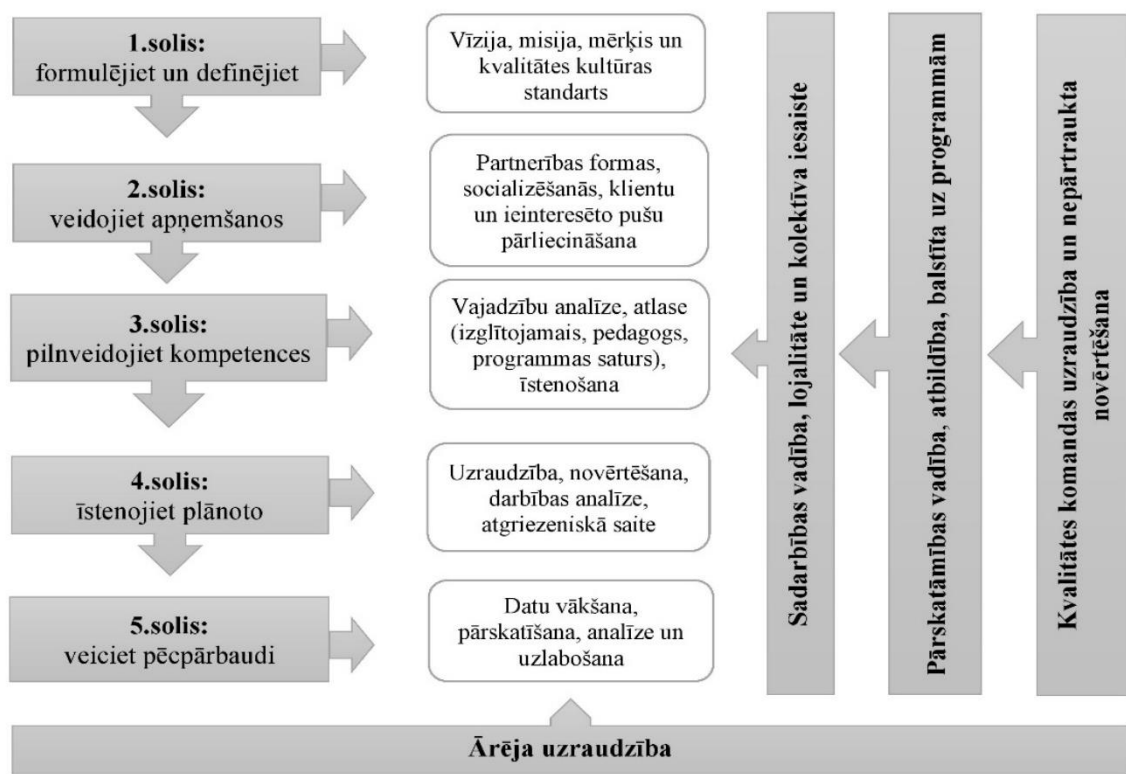 1.solis:
formulējiet un definējiet
Vīzija, misija, mērķis un
kvalitātes kultūras
standarts
2.solis:
veidojiet apņemšanos
Partnerības formas,
socializēšanās, klientu
un ieinteresēto pušu
pārliecināšana
3.solis:
pilnveidojiet kompetences
Vajadzību analīze, atlase
(izglītojamais, pedagogs,
programmas saturs),
īstenošana
4.solis:
īstenojiet plānoto
Uzraudzība, novērtēšana,
darbības analīze,
atgriezeniskā saite
5.solis:
veiciet pēcpārbaudi
Datu vākšana,
pārskatīšana, analīze un
uzlabošana
Sadarbības vadība, lojalitāte un kolektīva iesaiste
Pārskatāmības vadība, atbildība, balstīta uz programmām
Kvalitātes komandas uzraudzība un nepārtraukta
novērtēšana
Ārēja uzraudzība